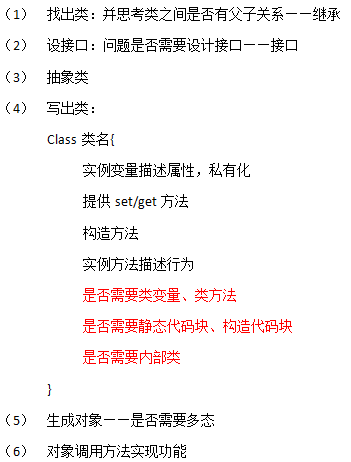 （1） 找出类：并思考类之间是否有父子关系——继承
（2） 设接口：问题是否需要设计接口——接口
（3） 抽象类
（4） 写出类：
Class 类名{
实例变量描述属性，私有化
提供 set/get 方法
构造方法
实例方法描述行为
是否需要类变量、类方法
是否需要静态代码块、构造代码块
是否需要内部类
}
（5） 生成对象——是否需要多态
（6） 对象调用方法实现功能